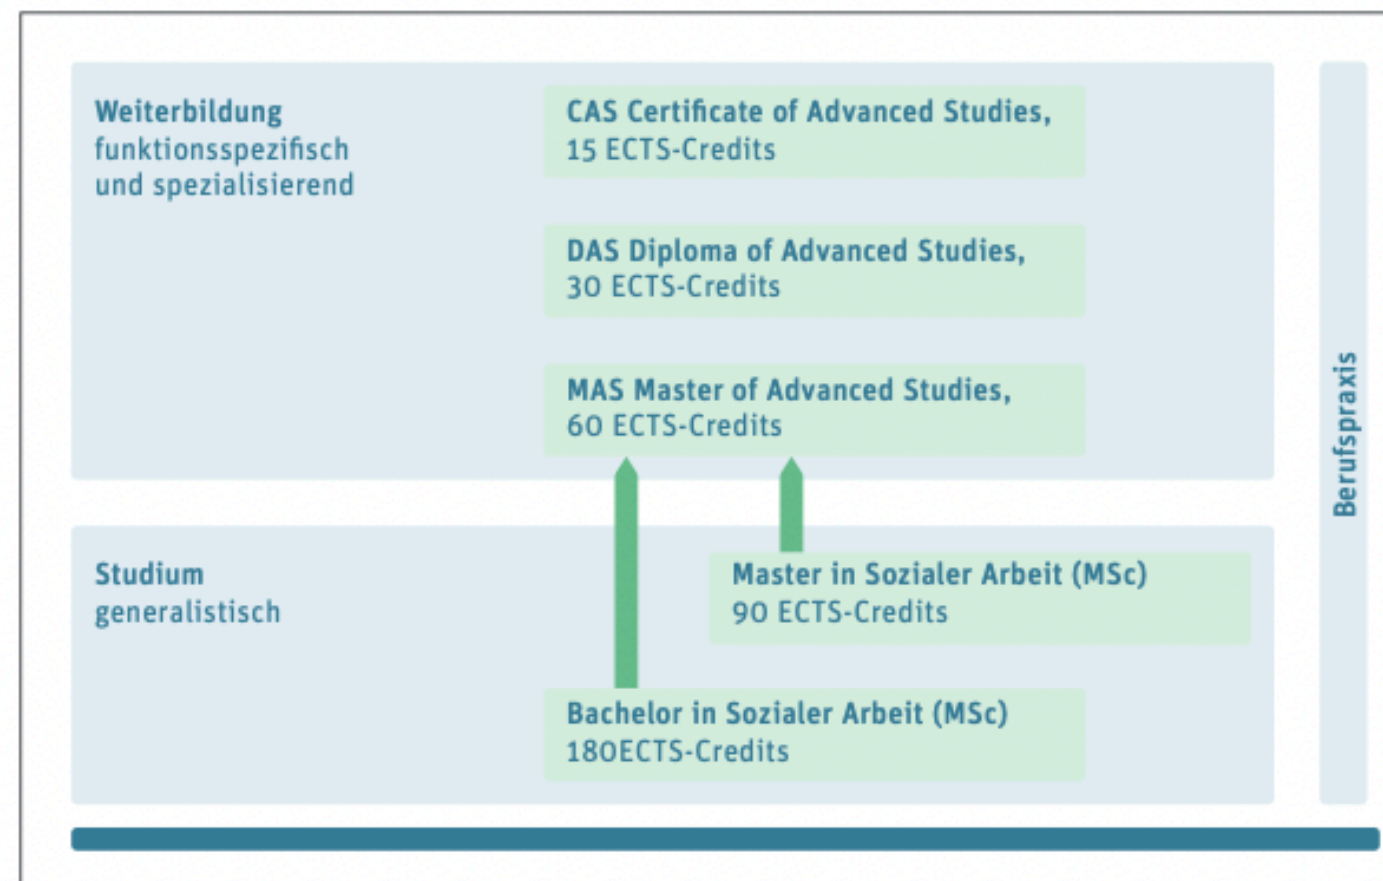 Weiterbildung
funktionsspezifisch
und spezialisierend
CAS Certificate of Advanced Studies,
15 ECTS-Credits
DAS Diploma of Advanced Studies,
30 ECTS-Credits
MAS Master of Advanced Studies,
60 ECTS-Credits
Studium
generalistisch
Master in Sozialer Arbeit (MSc)
90 ECTS-Credits
Bachelor in Sozialer Arbeit (MSc)
180ECTS-Credits
Berufspraxis